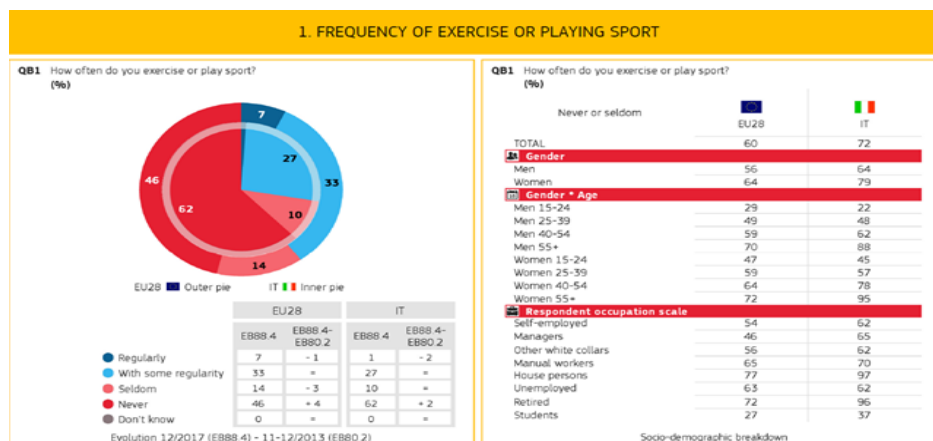 1. FREQUENCY OF EXERCISE OR PLAYING SPORT
QB1 How often do you exercise or play sport?
(%)
7
27
33
46
62
10
14
EU28 Outer pie IT Inner pie
EU28 IT
EB88.4 EB88.4-EB80.2 EB88.4 EB88.4-EB80.2
Regularly 7 - 1 1 - 2
With some regularity 33 = 27 =
Seldom 14 - 3 10 =
Never 46 + 4 62 + 2
Don't know 0 = 0 =
Evolution 12/2017 (EB88.4) - 11-12/2013 (EB80.2)
QB1 How often do you exercise or play sport?
(%)
Never or seldom EU28 IT
TOTAL 60 72
Gender
Men 56 64
Women 64 79
Gender * Age
Men 15-24 29 22
Men 25-39 49 48
Men 40-54 59 62
Men 55+ 70 88
Women 15-24 47 45
Women 25-39 59 57
Women 40-54 64 78
Women 55+ 72 95
Respondent occupation scale
Self-employed 54 62
Managers 46 65
Other white collars 56 62
Manual workers 65 70
House persons 77 97
Unemployed 63 62
Retired 72 96
Students 27 37
Socio-demographic breakdown